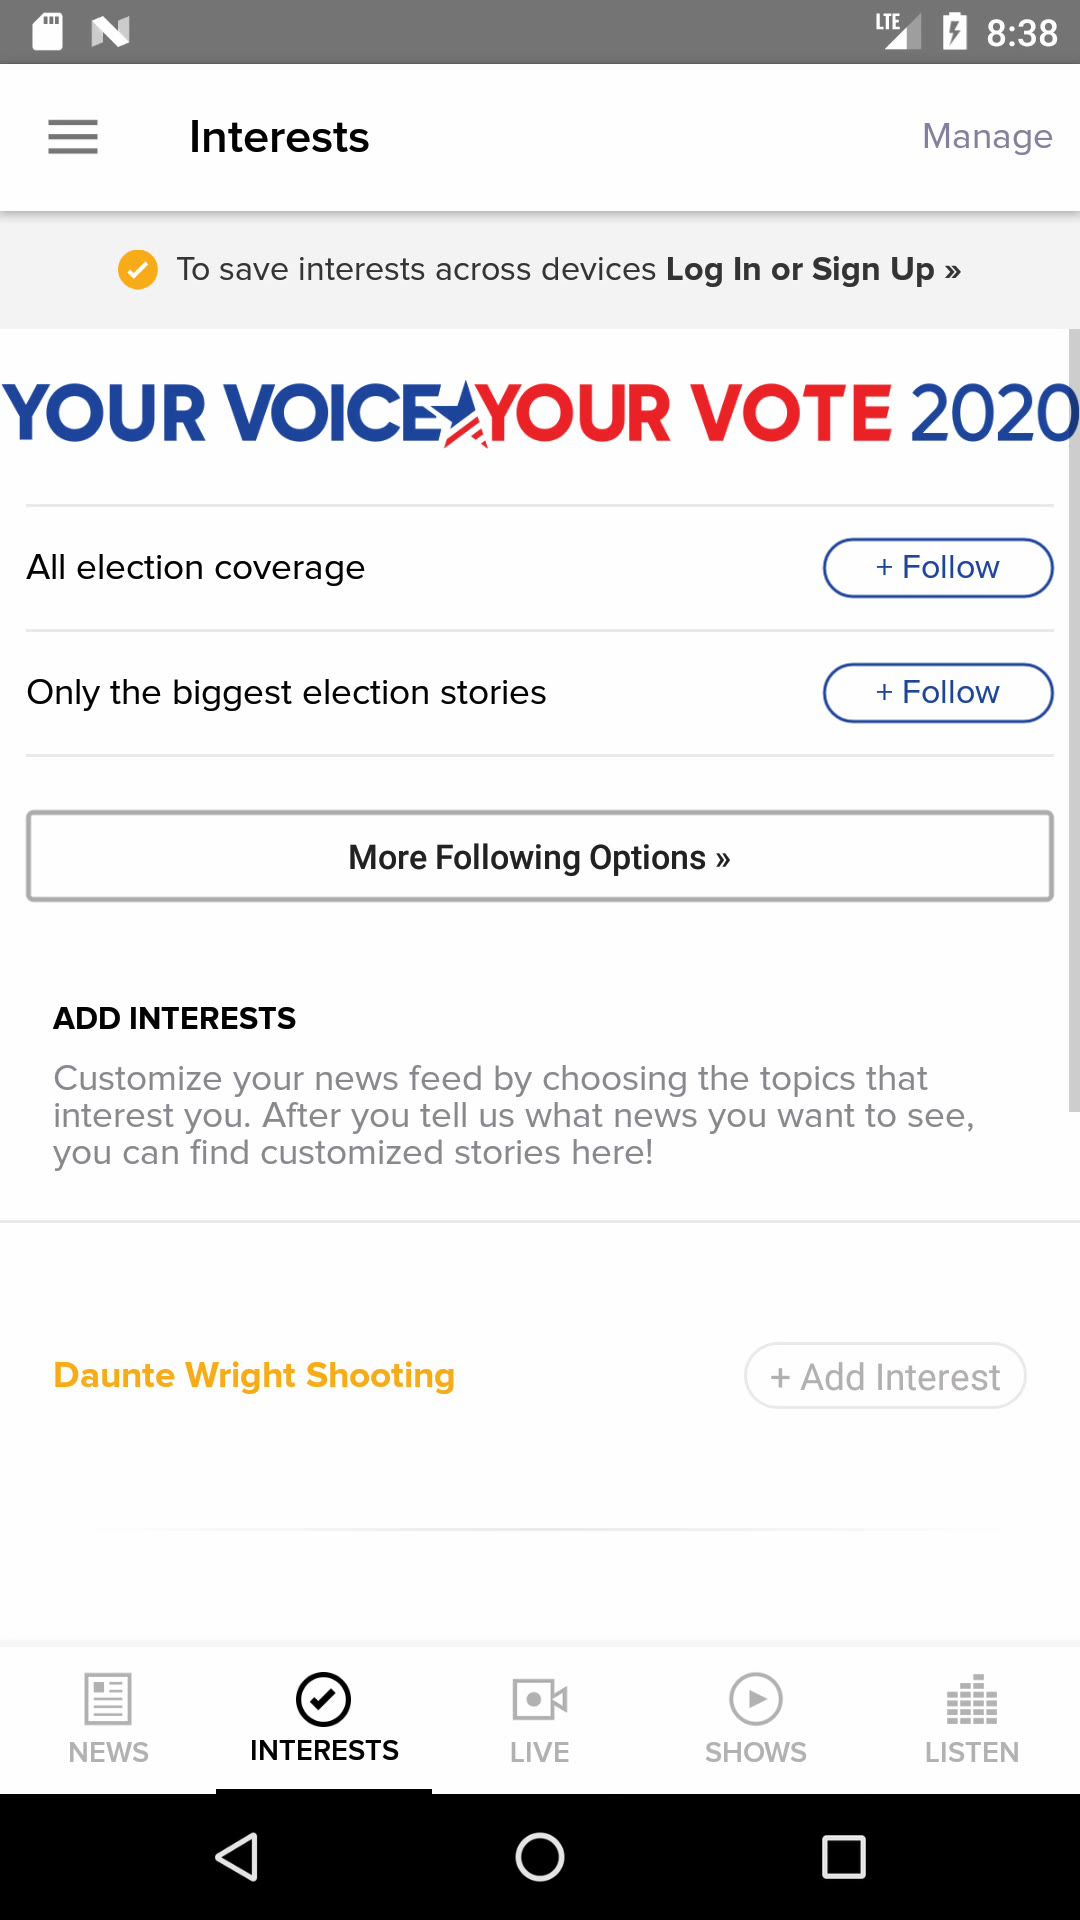 LTE 8:38
Interests
Manage
To save interests across devices Log In or Sign Up »
YOUR VOICE YOUR VOTE 2020
All election coverage
+ Follow
Only the biggest election stories
+ Follow
More Following Options »
ADD INTERESTS
Customize your news feed by choosing the topics that
interest you. After you tell us what news you want to see,
you can find customized stories here!
Daunte Wright Shooting
+ Add Interest
NEWS
INTERESTS
LIVE
SHOWS
LISTEN